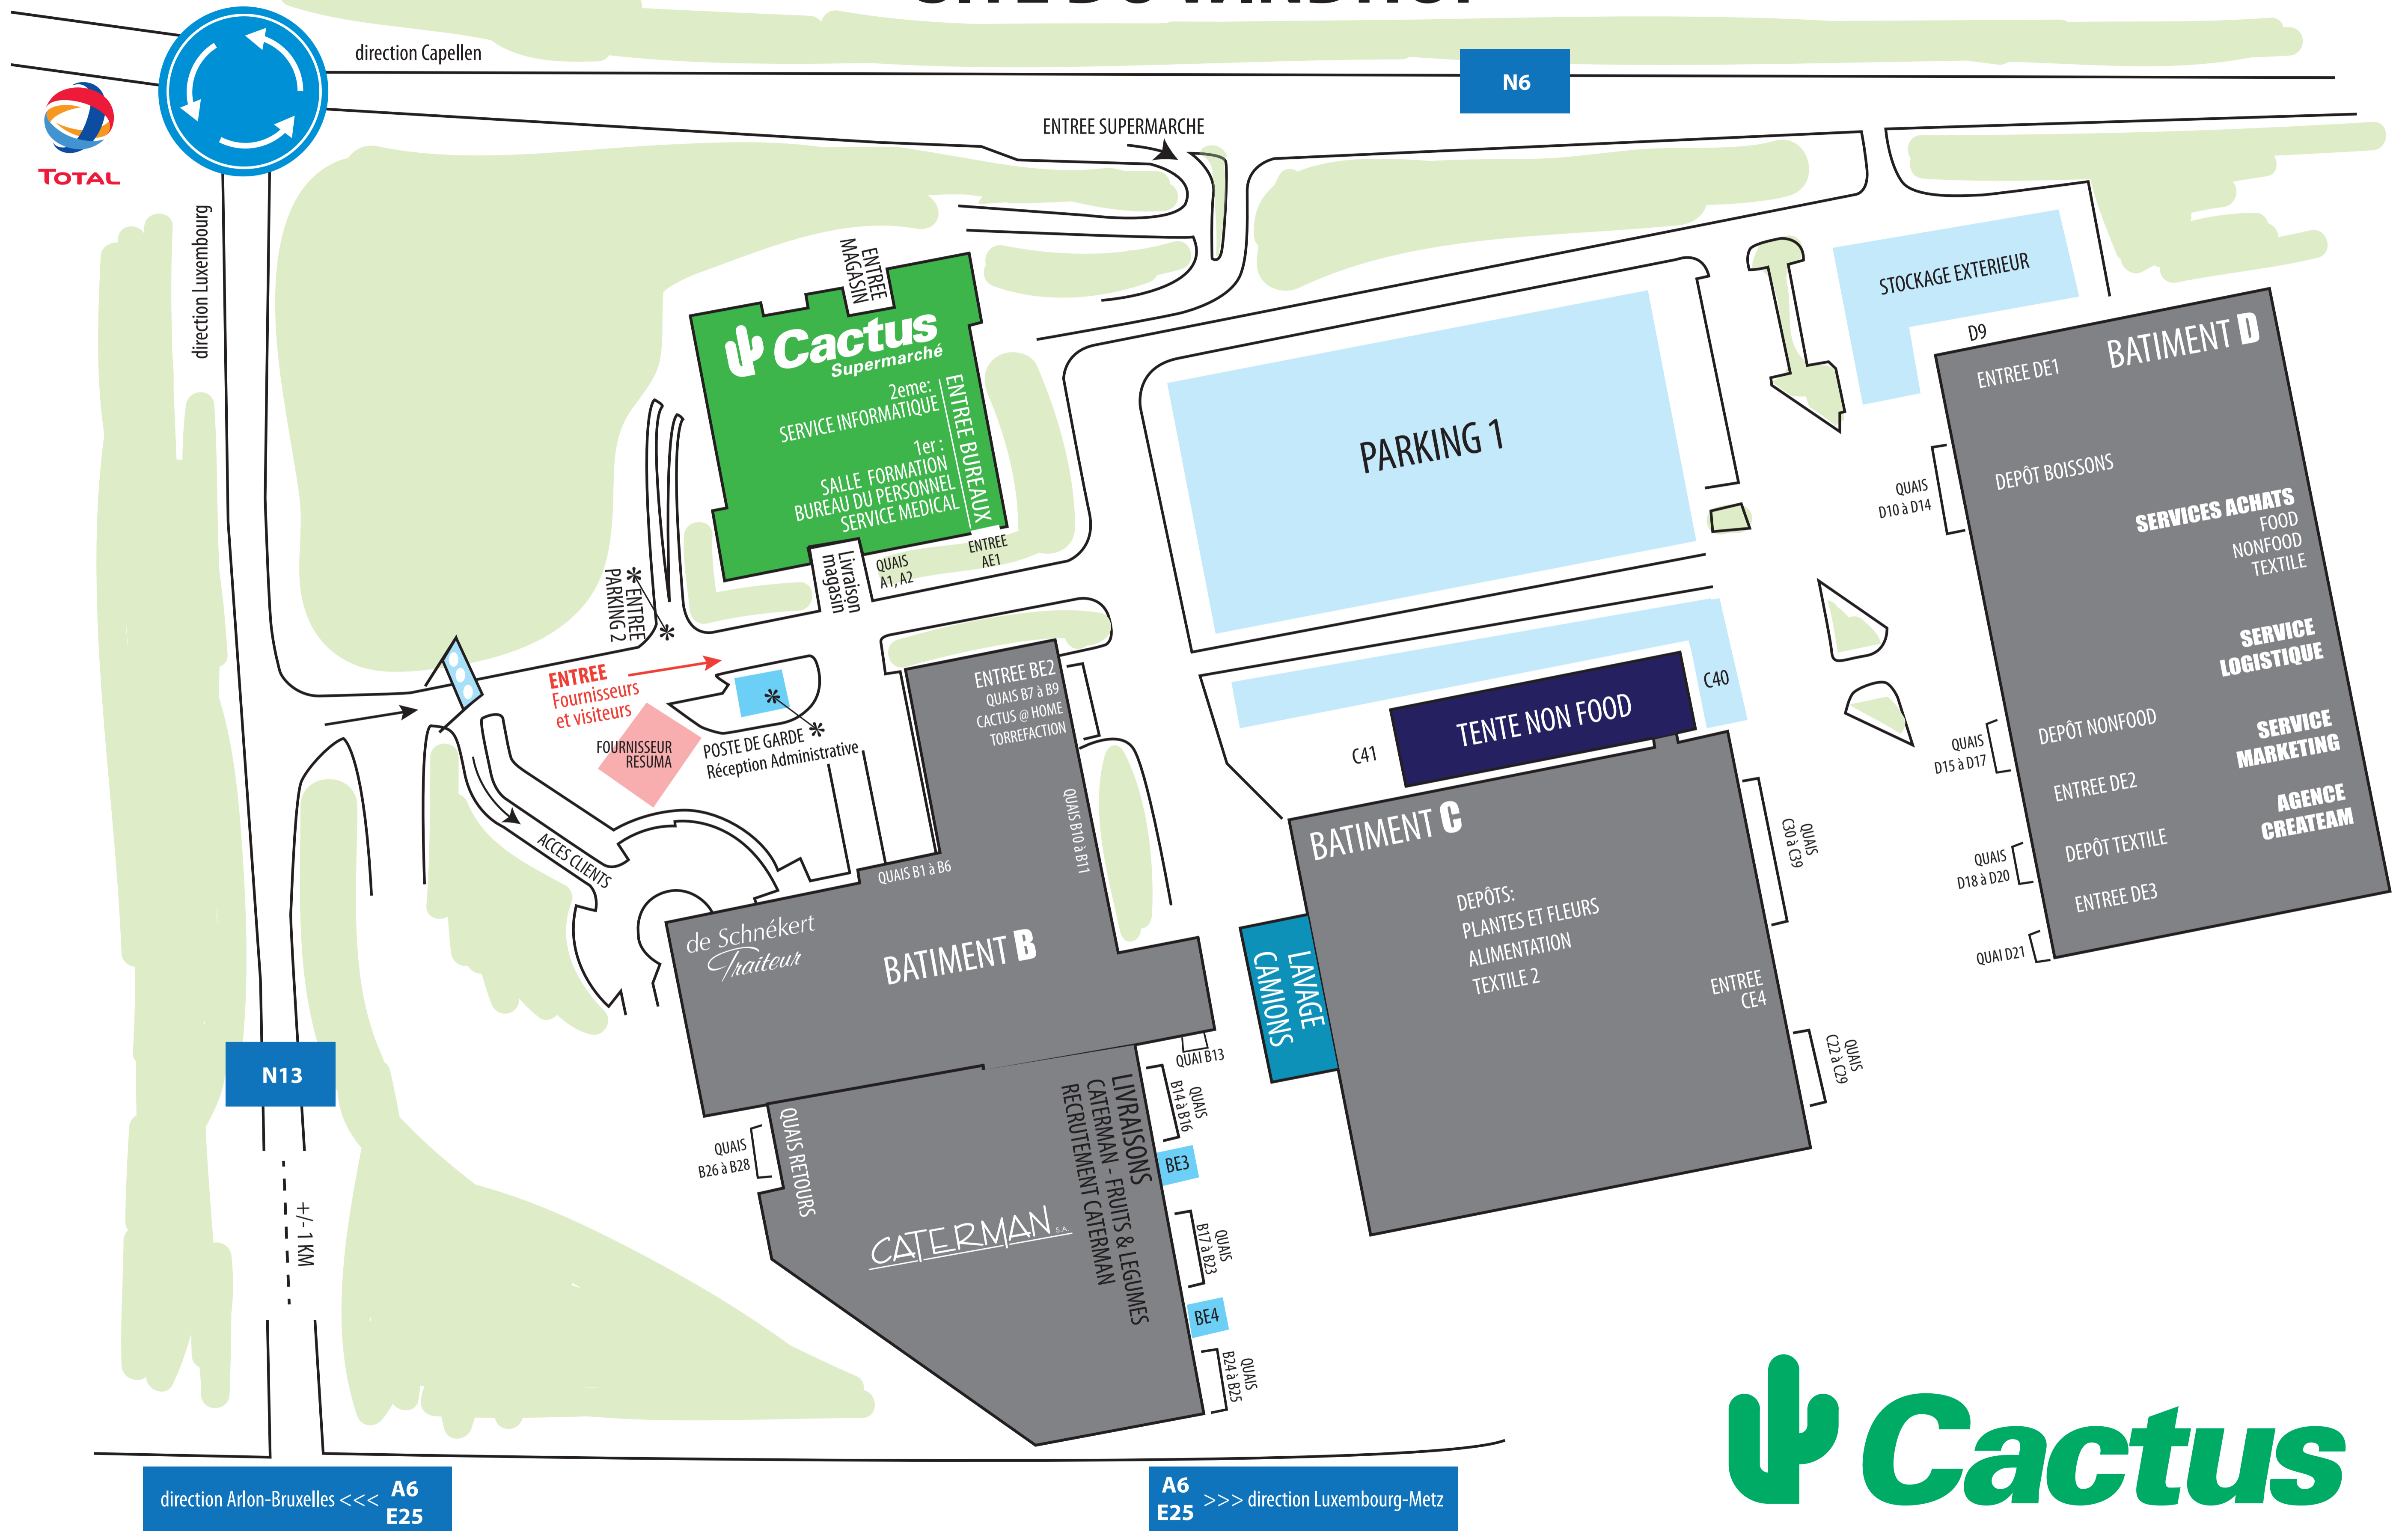 SITE DU WINDHOF
direction Capellen
N6
TOTAL
ENTREE SUPERMARCHE
direction Luxembourg
ENTREE
MAGASIN
Cactus
Supermarché
2eme:
SERVICE INFORMATIQUE
1er :
SALLE FORMATION
BUREAU DU PERSONNEL
SERVICE MEDICAL
ENTREE BUREAUX
Livraison
magasin
QUAIS
A1, A2
ENTREE
AE1
PARKING 1
STOCKAGE EXTERIEUR
D9
BATIMENT D
ENTREE DE1
QUAIS
D10 à D14
DEPÔT BOISSONS
SERVICES ACHATS
FOOD
NONFOOD
TEXTILE
SERVICE
LOGISTIQUE
QUAIS
D15 à D17
DEPÔT NONFOOD
SERVICE
MARKETING
ENTREE DE2
AGENCE
CREATEAM
QUAIS
D18 à D20
DEPÔT TEXTILE
ENTREE DE3
QUAI D21
* ENTREE
PARKING 2
*
ENTREE
Fournisseurs
et visiteurs
FOURNISSEUR
RESUMA
*
POSTE DE GARDE *
Réception Administrative
ACCES CLIENTS
ENTREE BE2
QUAIS B7 à B9
CACTUS @ HOME
TORREFACTION
QUAIS B10 à B11
QUAIS B1 à B6
de Schnékert
Traiteur
BATIMENT B
C40
TENTE NON FOOD
C41
BATIMENT C
QUAIS
C30 à C39
DEPÔTS:
PLANTES ET FLEURS
ALIMENTATION
TEXTILE 2
ENTREE
CE4
LAVAGE
CAMIONS
QUAIS
C22 à C29
QUAI B13
QUAIS
B14 à B16
BE3
QUAIS
B17 à B23
BE4
QUAIS
B24 à B25
LIVRAISONS
CATERMAN - FRUITS & LEGUMES
RECRUTEMENT CATERMAN
CATERMAN S.A.
QUAIS RETOURS
QUAIS
B26 à B28
N13
+/- 1 KM
direction Arlon-Bruxelles <<< A6
E25
A6
E25 >>> direction Luxembourg-Metz
Cactus